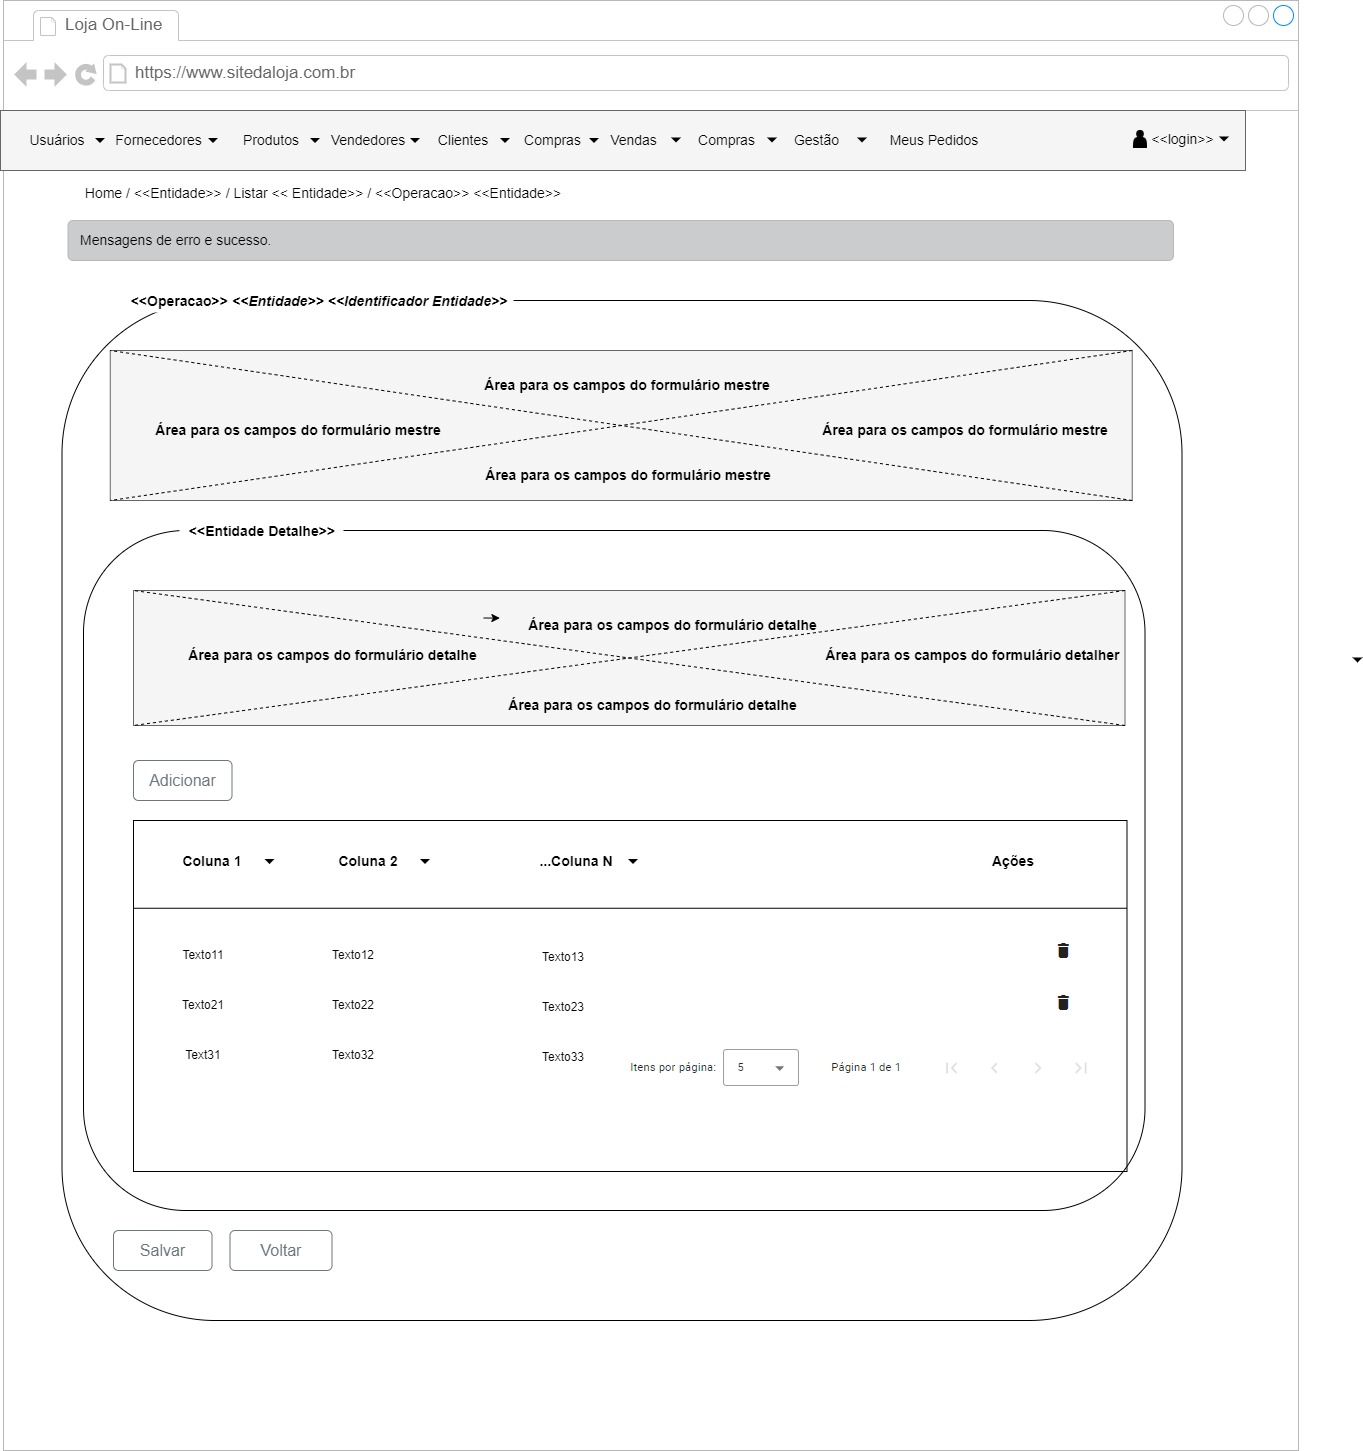 Loja On-Line
https://www.sitedaloja.com.br
Usuários Fornecedores Produtos Vendedores Clientes Compras Vendas Compras Gestão Meus Pedidos <<login>>
Home / <<Entidade>> / Listar << Entidade>> / <<Operacao>> <<Entidade>>
Mensagens de erro e sucesso.
<<Operacao>> <<Entidade>> <<Identificador Entidade>>
Área para os campos do formulário mestre
Área para os campos do formulário mestre Área para os campos do formulário mestre
Área para os campos do formulário mestre
<<Entidade Detalhe>>
Área para os campos do formulário detalhe
Área para os campos do formulário detalhe Área para os campos do formulário detalher
Área para os campos do formulário detalhe
Adicionar
Coluna 1 Coluna 2 ...Coluna N Ações
Texto11 Texto12 Texto13
Texto21 Texto22 Texto23
Text31 Texto32 Texto33 Itens por página: 5 Página 1 de 1
Salvar Voltar